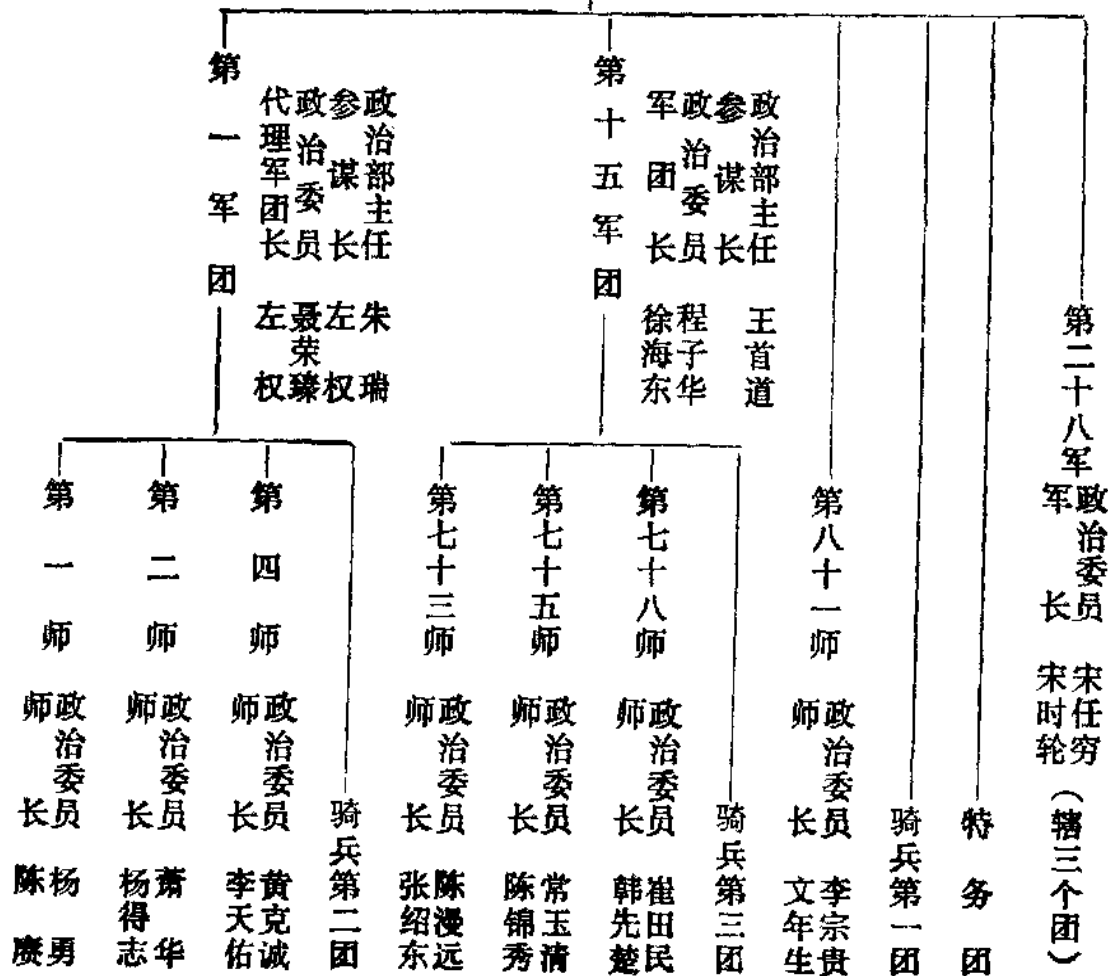 第一军团
代理军团长 左权
政治委员 聂荣臻
参谋长 左权
政治部主任 朱瑞
第一师
师长 陈赓
政治委员 杨勇
第二师
师长 杨得志
政治委员 萧华
第四师
师长 李天佑
政治委员 黄克诚
骑兵第二团
第十五军团
军团长 徐海东
政治委员 程子华
参谋长
政治部主任 王首道
第七十三师
师长 张绍东
政治委员 陈漫远
第七十五师
师长 陈锦秀
政治委员 常玉清
第七十八师
师长 韩先楚
政治委员 崔田民
骑兵第三团
第八十一师
师长 文年生
政治委员 李宗贵
骑兵第一团
特务团
第二十八军
军长 宋时轮
政治委员 宋任穷
(辖三个团)